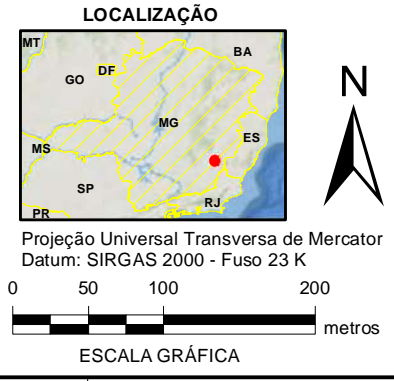 LOCALIZAÇÃO
MT
BA
GO
DF
MG
ES
MS
SP
RJ
PR
N
Projeção Universal Transversa de Mercator
Datum: SIRGAS 2000 - Fuso 23 K
0 50 100 200
metros
ESCALA GRÁFICA